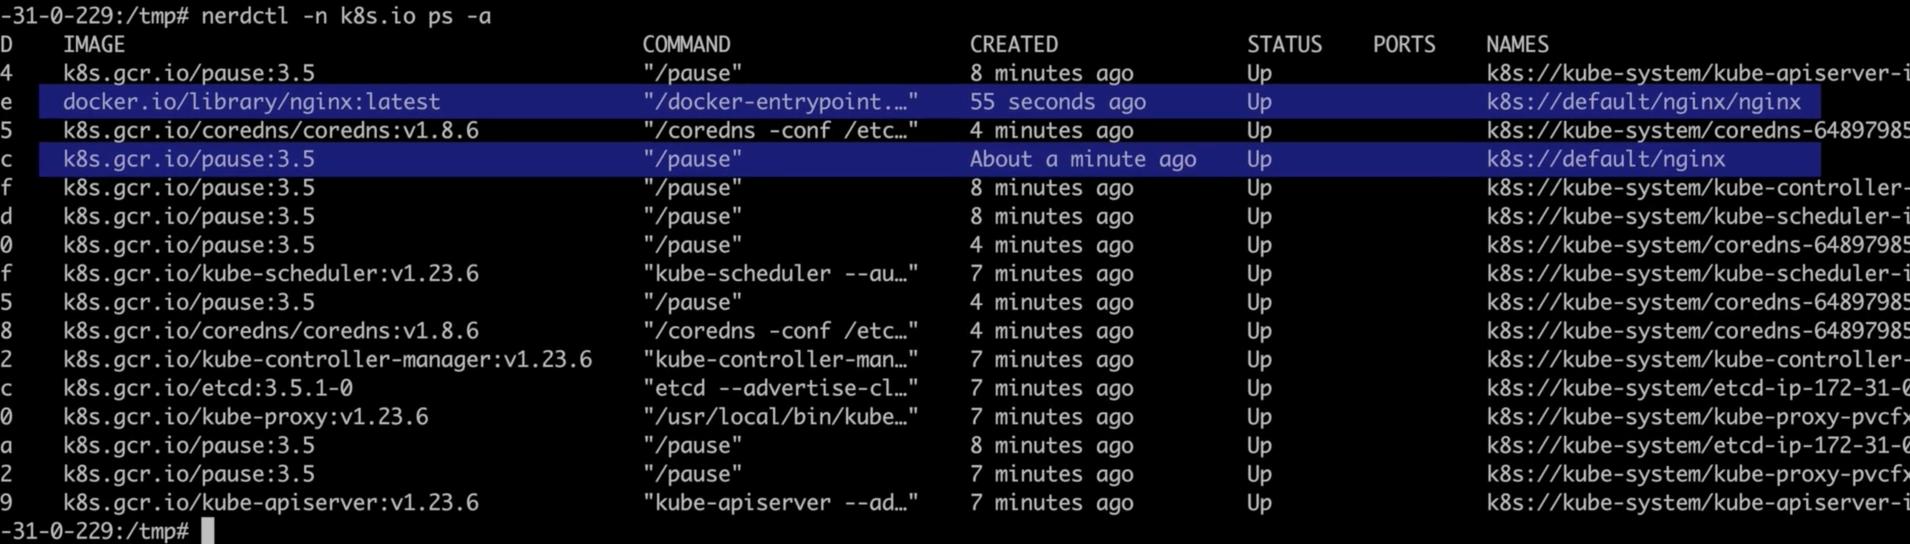 -31-0-229:/tmp# nerdctl -n k8s.io ps -a
D IMAGE COMMAND CREATED STATUS PORTS NAMES
4 k8s.gcr.io/pause:3.5 "/pause" 8 minutes ago Up k8s://kube-system/kube-apiserver-i
e docker.io/library/nginx:latest "/docker-entrypoint.…" 55 seconds ago Up k8s://default/nginx/nginx
5 k8s.gcr.io/coredns/coredns:v1.8.6 "/coredns -conf /etc…" 4 minutes ago Up k8s://kube-system/coredns-64897985
c k8s.gcr.io/pause:3.5 "/pause" About a minute ago Up k8s://default/nginx
f k8s.gcr.io/pause:3.5 "/pause" 8 minutes ago Up k8s://kube-system/kube-controller-
d k8s.gcr.io/pause:3.5 "/pause" 8 minutes ago Up k8s://kube-system/kube-scheduler-i
0 k8s.gcr.io/pause:3.5 "/pause" 4 minutes ago Up k8s://kube-system/coredns-64897985
f k8s.gcr.io/kube-scheduler:v1.23.6 "kube-scheduler --au…" 7 minutes ago Up k8s://kube-system/kube-scheduler-i
5 k8s.gcr.io/pause:3.5 "/pause" 4 minutes ago Up k8s://kube-system/coredns-64897985
8 k8s.gcr.io/coredns/coredns:v1.8.6 "/coredns -conf /etc…" 4 minutes ago Up k8s://kube-system/coredns-64897985
2 k8s.gcr.io/kube-controller-manager:v1.23.6 "kube-controller-man…" 7 minutes ago Up k8s://kube-system/kube-controller-
c k8s.gcr.io/etcd:3.5.1-0 "etcd --advertise-cl…" 7 minutes ago Up k8s://kube-system/etcd-ip-172-31-0
0 k8s.gcr.io/kube-proxy:v1.23.6 "/usr/local/bin/kube…" 7 minutes ago Up k8s://kube-system/kube-proxy-pvcfx
a k8s.gcr.io/pause:3.5 "/pause" 8 minutes ago Up k8s://kube-system/etcd-ip-172-31-0
2 k8s.gcr.io/pause:3.5 "/pause" 7 minutes ago Up k8s://kube-system/kube-proxy-pvcfx
9 k8s.gcr.io/kube-apiserver:v1.23.6 "kube-apiserver --ad…" 7 minutes ago Up k8s://kube-system/kube-apiserver-i
-31-0-229:/tmp#